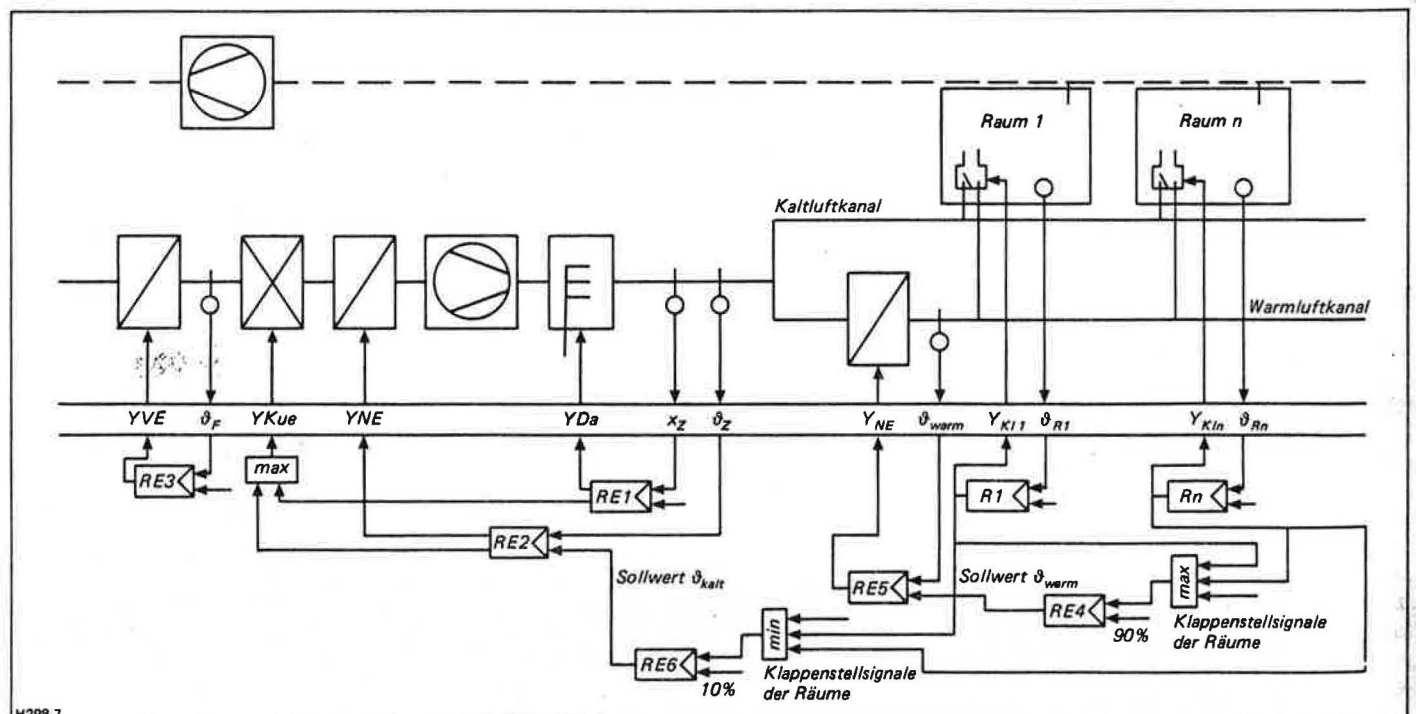 Raum 1
Raum n
Kaltluftkanal
Warmluftkanal
YVE
ϑF
YKue
YNE
YDa
xZ
ϑZ
YNE
ϑwarm
YKl1
ϑR1
YKln
ϑRn
RE3
max
RE1
R1
Rn
RE2
Sollwert ϑkalt
RE5
Sollwert ϑwarm
RE4
max
90%
Klappenstellsignale
der Räume
min
RE6
10%
Klappenstellsignale
der Räume
H298-7